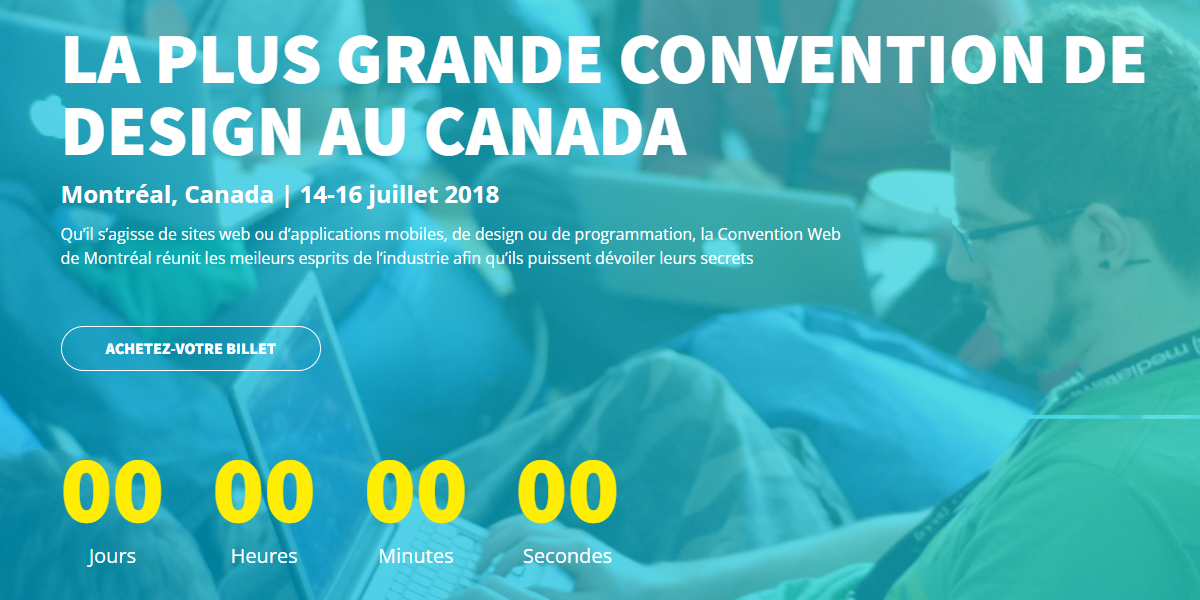 LA PLUS GRANDE CONVENTION DE
DESIGN AU CANADA
Montréal, Canada | 14-16 juillet 2018
Qu’il s’agisse de sites web ou d’applications mobiles, de design ou de programmation, la Convention Web
de Montréal réunit les meileurs esprits de l’industrie afin qu’ils puissent dévoiler leurs secrets
ACHETEZ-VOTRE BILLET
00 00 00 00
Jours Heures Minutes Secondes